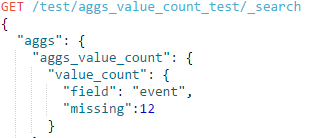 GET /test/aggs_value_count_test/_search
{
  "aggs": {
    "aggs_value_count": {
      "value_count": {
        "field": "event",
        "missing":12
      }